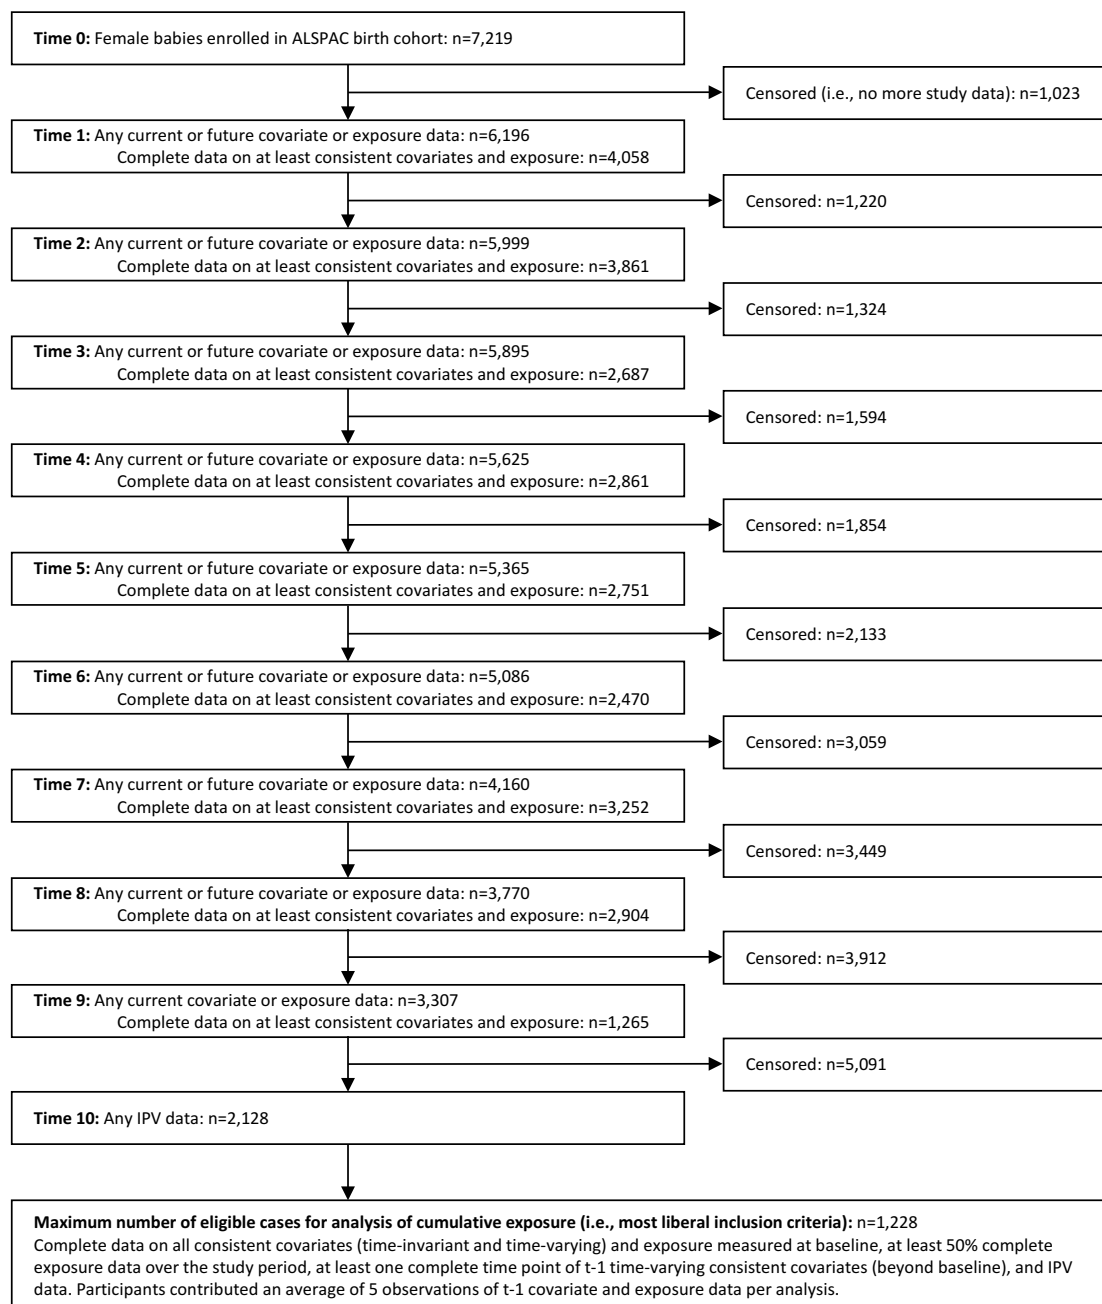 Time 0: Female babies enrolled in ALSPAC birth cohort: n=7,219
Censored (i.e., no more study data): n=1,023
Time 1: Any current or future covariate or exposure data: n=6,196
Complete data on at least consistent covariates and exposure: n=4,058
Censored: n=1,220
Time 2: Any current or future covariate or exposure data: n=5,999
Complete data on at least consistent covariates and exposure: n=3,861
Censored: n=1,324
Time 3: Any current or future covariate or exposure data: n=5,895
Complete data on at least consistent covariates and exposure: n=2,687
Censored: n=1,594
Time 4: Any current or future covariate or exposure data: n=5,625
Complete data on at least consistent covariates and exposure: n=2,861
Censored: n=1,854
Time 5: Any current or future covariate or exposure data: n=5,365
Complete data on at least consistent covariates and exposure: n=2,751
Censored: n=2,133
Time 6: Any current or future covariate or exposure data: n=5,086
Complete data on at least consistent covariates and exposure: n=2,470
Censored: n=3,059
Time 7: Any current or future covariate or exposure data: n=4,160
Complete data on at least consistent covariates and exposure: n=3,252
Censored: n=3,449
Time 8: Any current or future covariate or exposure data: n=3,770
Complete data on at least consistent covariates and exposure: n=2,904
Censored: n=3,912
Time 9: Any current covariate or exposure data: n=3,307
Complete data on at least consistent covariates and exposure: n=1,265
Censored: n=5,091
Time 10: Any IPV data: n=2,128
Maximum number of eligible cases for analysis of cumulative exposure (i.e., most liberal inclusion criteria): n=1,228
Complete data on all consistent covariates (time-invariant and time-varying) and exposure measured at baseline, at least 50% complete
exposure data over the study period, at least one complete time point of t-1 time-varying consistent covariates (beyond baseline), and IPV
data. Participants contributed an average of 5 observations of t-1 covariate and exposure data per analysis.